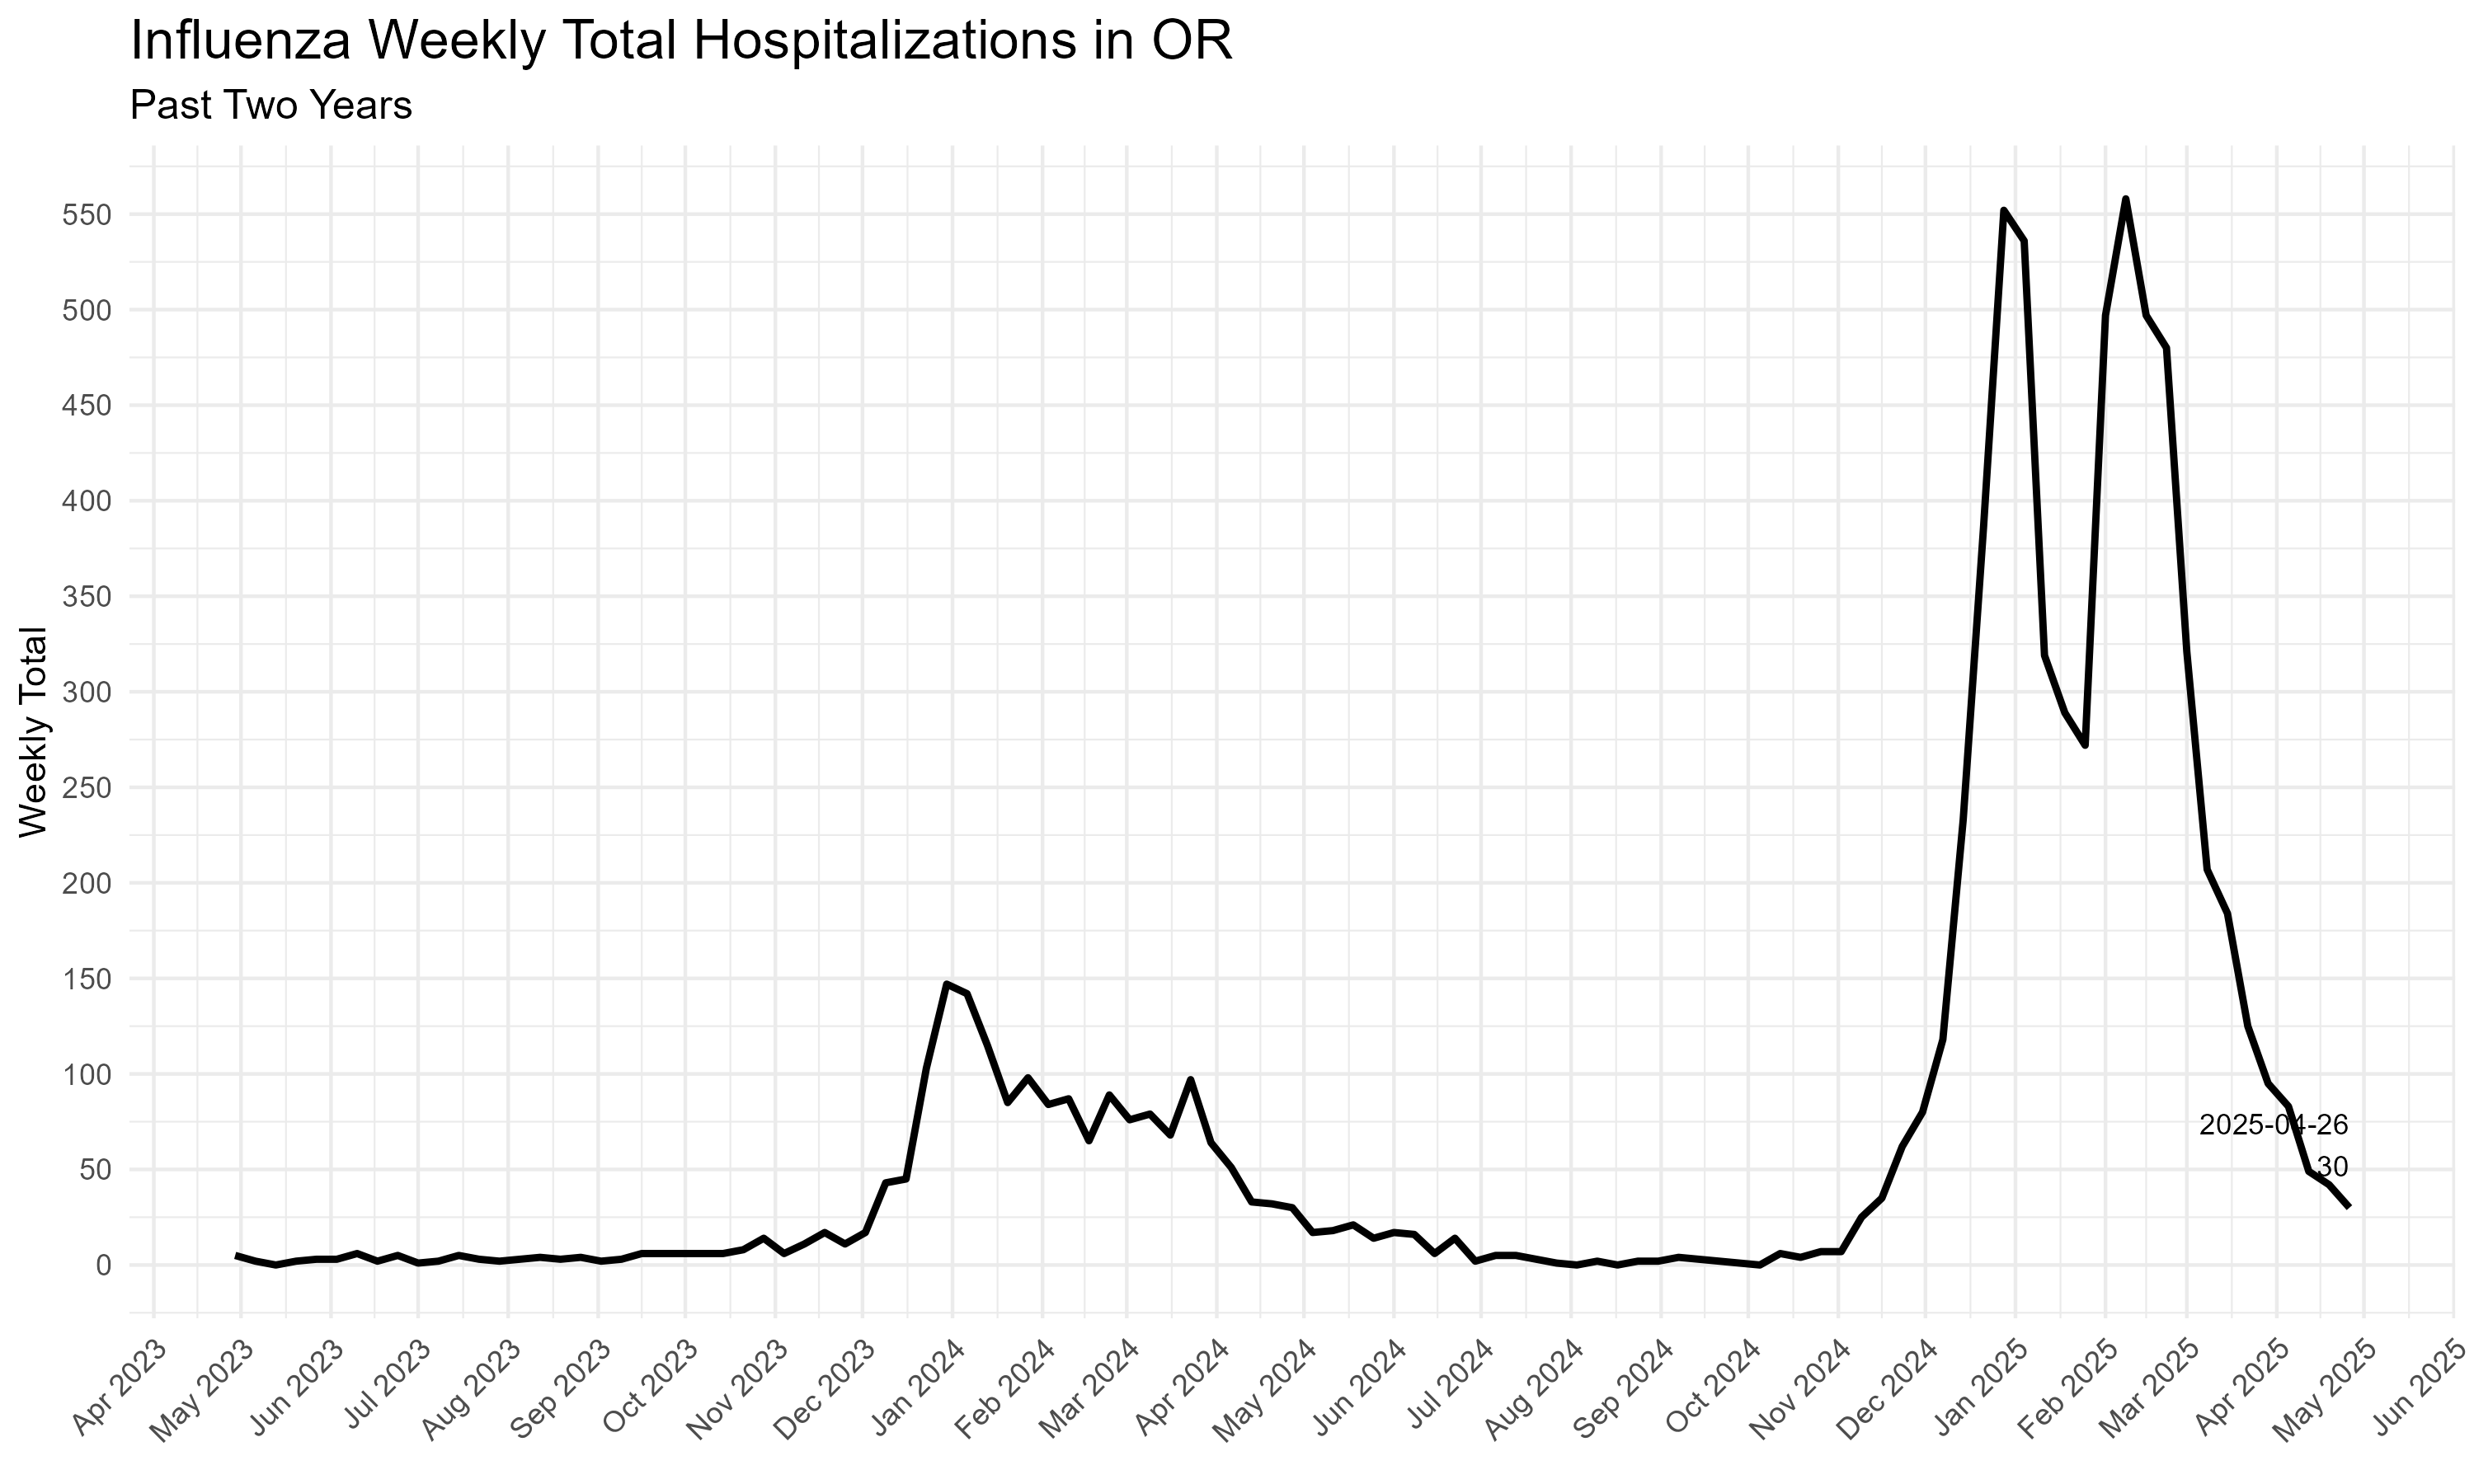 Influenza Weekly Total Hospitalizations in OR
Past Two Years
Weekly Total
550
500
450
400
350
300
250
200
150
100
50
0
2025-04-26
30
Apr 2023
May 2023
Jun 2023
Jul 2023
Aug 2023
Sep 2023
Oct 2023
Nov 2023
Dec 2023
Jan 2024
Feb 2024
Mar 2024
Apr 2024
May 2024
Jun 2024
Jul 2024
Aug 2024
Sep 2024
Oct 2024
Nov 2024
Dec 2024
Jan 2025
Feb 2025
Mar 2025
Apr 2025
May 2025
Jun 2025